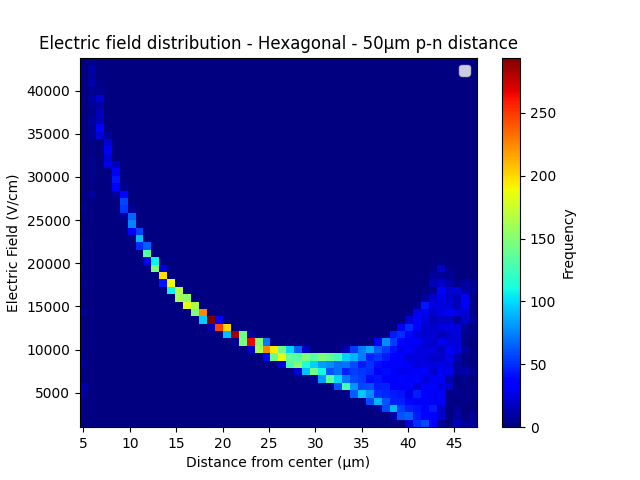 Electric field distribution - Hexagonal - 50μm p-n distance
40000
35000
30000
25000
20000
15000
10000
5000
Electric Field (V/cm)
5 10 15 20 25 30 35 40 45
Distance from center (μm)
250
200
150
100
50
0
Frequency